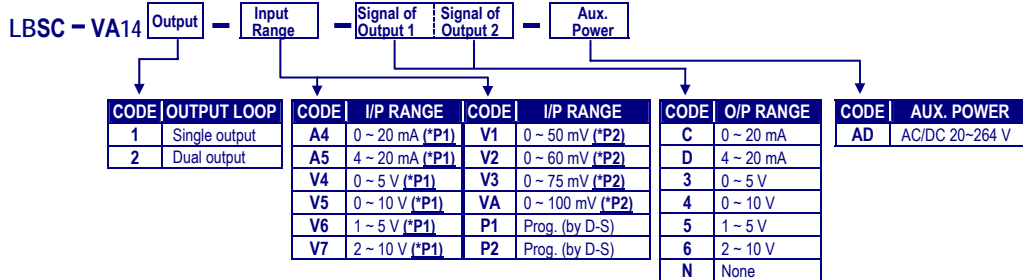 LBSC - VA14 Output - Input Range - Signal of Output 1 Signal of Output 2 - Aux. Power
CODE OUTPUT LOOP
1 Single output
2 Dual output
CODE I/P RANGE CODE I/P RANGE
A4 0 ~ 20 mA (*P1) V1 0 ~ 50 mV (*P2)
A5 4 ~ 20 mA (*P1) V2 0 ~ 60 mV (*P2)
V4 0 ~ 5 V (*P1) V3 0 ~ 75 mV (*P2)
V5 0 ~ 10 V (*P1) VA 0 ~ 100 mV (*P2)
V6 1 ~ 5 V (*P1) P1 Prog. (by D-S)
V7 2 ~ 10 V (*P1) P2 Prog. (by D-S)
CODE O/P RANGE
C 0 ~ 20 mA
D 4 ~ 20 mA
3 0 ~ 5 V
4 0 ~ 10 V
5 1 ~ 5 V
6 2 ~ 10 V
N None
CODE AUX. POWER
AD AC/DC 20~264 V